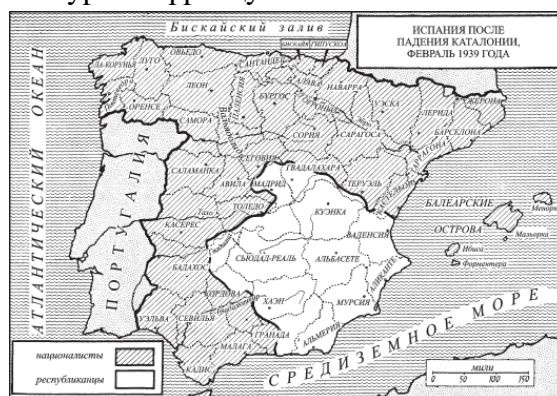 Бискайский залив
ИСПАНИЯ ПОСЛЕ
ПАДЕНИЯ КАТАЛОНИИ,
ФЕВРАЛЬ 1939 ГОДА
АТЛАНТИЧЕСКИЙ ОКЕАН
ЛА-КОРУНЬЯ
ЛУГО
ОВЬЕДО
БИСКАЙЯ
ГИПУСКОА
ЛЕОН
ПАЛЕНСИЯ
БУРГОС
НАВАРРА
УЭСКА
ЛЕРИДА
ЖЕРОНА
ОРЕНСЕ
БАРСЕЛОНА
САМОРА
СОРИЯ
САРАГОСА
ТАРРАГОНА
СЕГОВИЯ
САЛАМАНКА
ГВАДАЛАХАРА
АВИЛА
МАДРИД
ТЕРУЭЛЬ
БАЛЕАРСКИЕ
ОСТРОВА
Менорка
Мальорка
Ибиса
Форментера
ПОРТУГАЛИЯ
ТОЛЕДО
Тахо
КУЭНКА
КАСЕРЕС
ВАЛЕНСИЯ
СЬЮДАД-РЕАЛЬ
АЛЬБАСЕТЕ
БАДАХОС
АЛИКАНТЕ
КОРДОВА
МУРСИЯ
ХАЭН
УЭЛЬВА
СЕВИЛЬЯ
ГРАНАДА
АЛЬМЕРИЯ
МАЛАГА
КАДИС
СРЕДИЗЕМНОЕ МОРЕ
националисты
республиканцы
мили
0 50 100 150